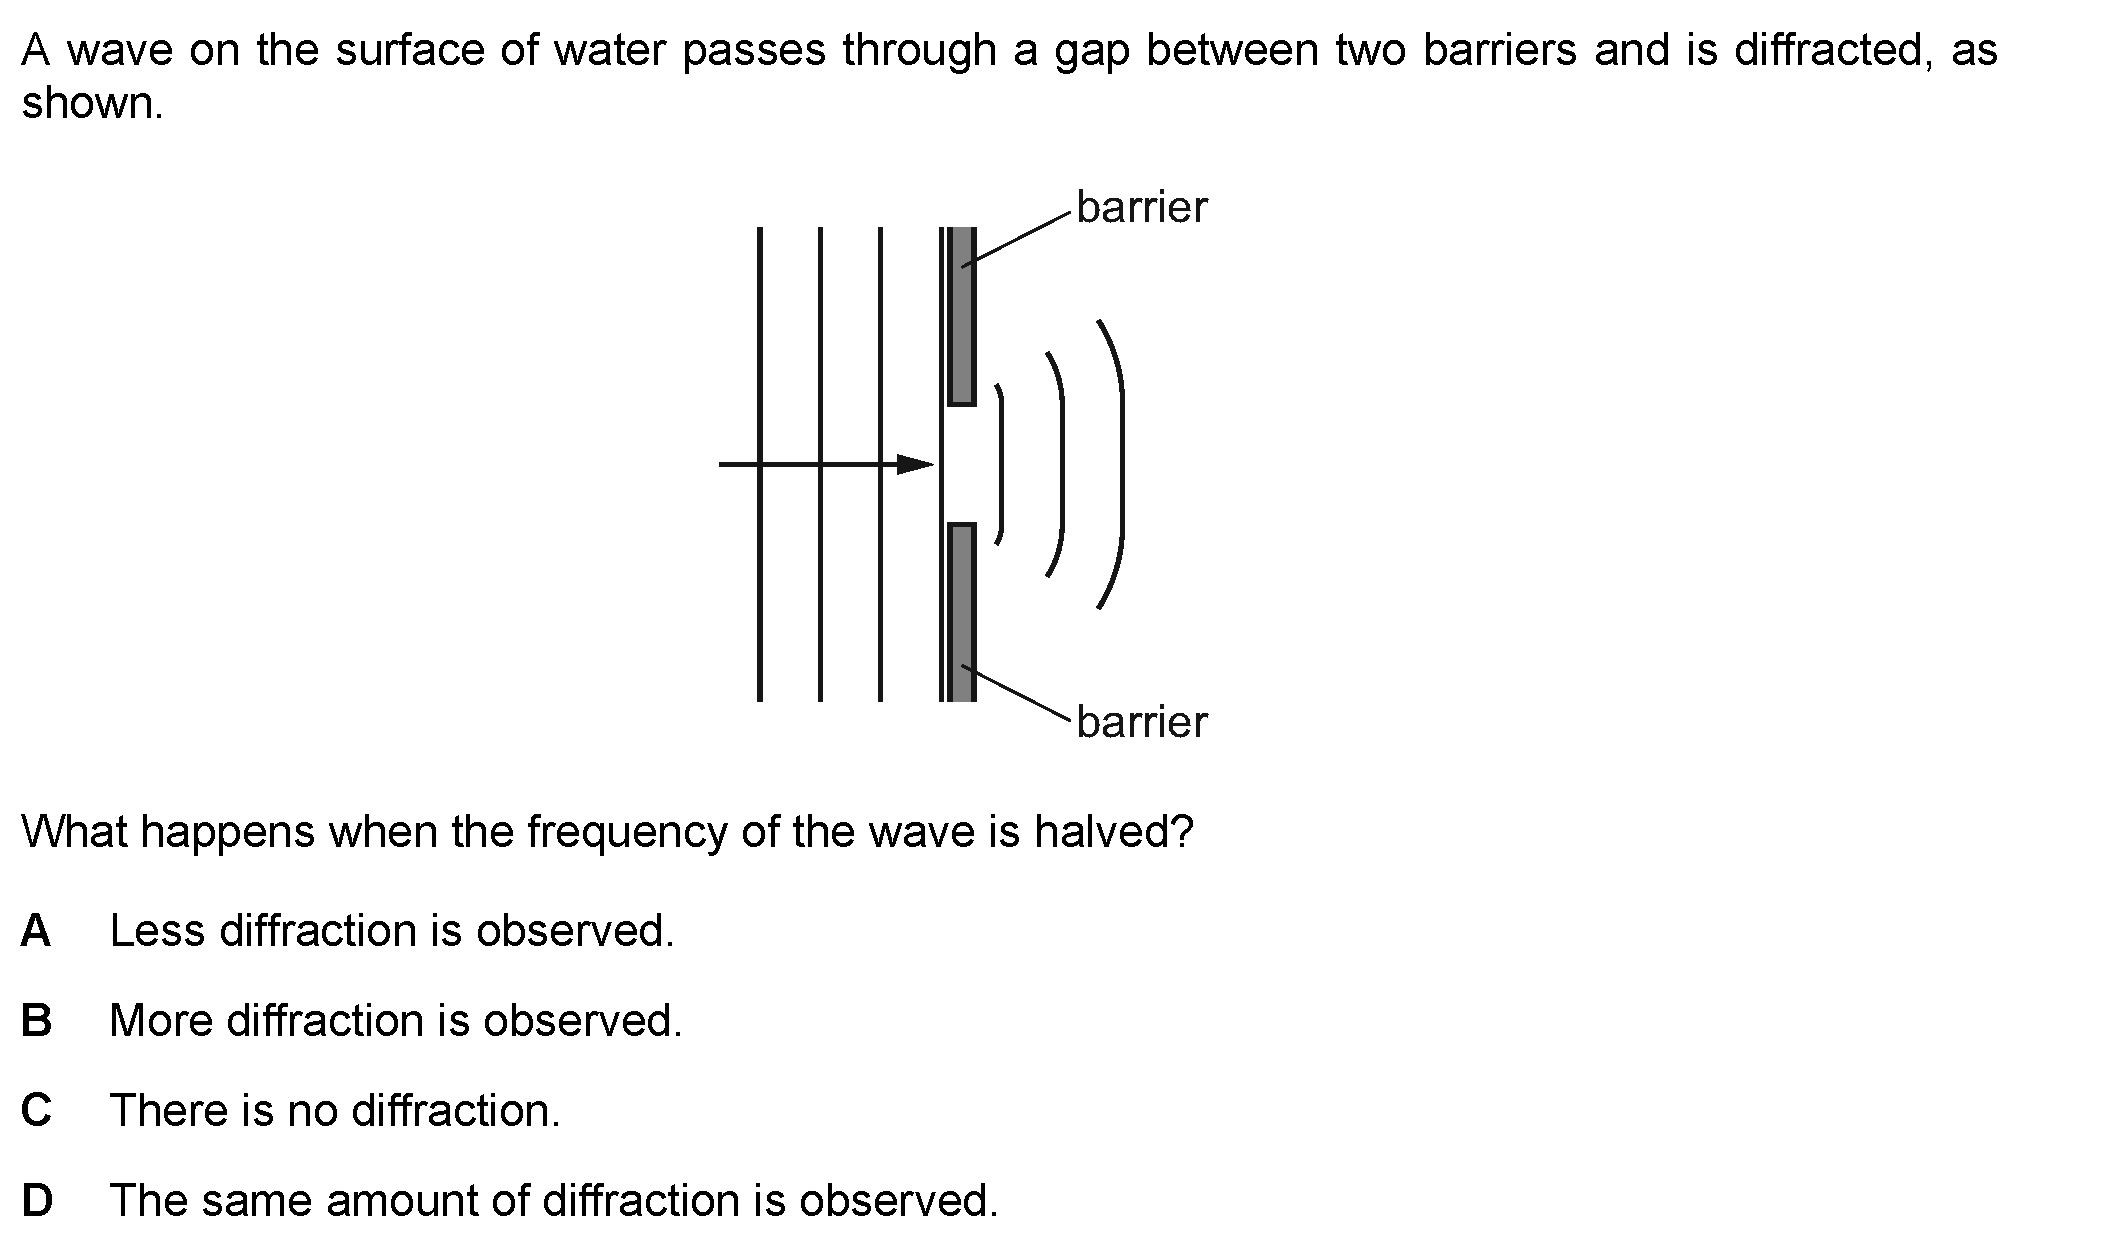 A wave on the surface of water passes through a gap between two barriers and is diffracted, as
shown.
barrier
barrier
What happens when the frequency of the wave is halved?
A Less diffraction is observed.
B More diffraction is observed.
C There is no diffraction.
D The same amount of diffraction is observed.